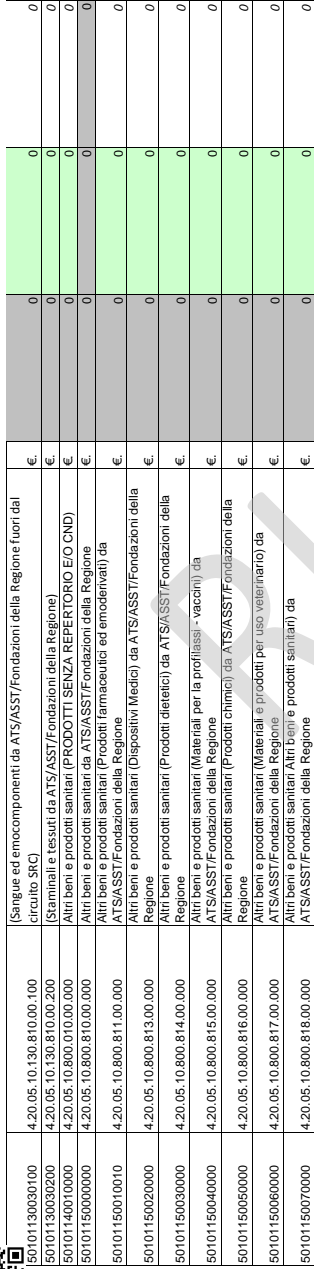 (Sangue ed emocomponenti da ATS/ASST/Fondazioni della Regione fuori dal
50101130030100 4.20.05.10.130.810.00.100 circuito SRC) €. 0 0 0
50101130030200 4.20.05.10.130.810.00.200 (Staminali e tessuti da ATS/ASST/Fondazioni della Regione) €. 0 0 0
50101140010000 4.20.05.10.800.010.00.000 Altri beni e prodotti sanitari (PRODOTTI SENZA REPERTORIO E/O CND) €. 0 0 0
50101150000000 4.20.05.10.800.810.00.000 Altri beni e prodotti sanitari da ATS/ASST/Fondazioni della Regione €. 0 0 0
Altri beni e prodotti sanitari (Prodotti farmaceutici ed emoderivati) da
50101150010010 4.20.05.10.800.811.00.000 ATS/ASST/Fondazioni della Regione €. 0 0 0
Altri beni e prodotti sanitari (Dispositivi Medici) da ATS/ASST/Fondazioni della
50101150020000 4.20.05.10.800.813.00.000 Regione €. 0 0 0
Altri beni e prodotti sanitari (Prodotti dietetici) da ATS/ASST/Fondazioni della
50101150030000 4.20.05.10.800.814.00.000 Regione €. 0 0 0
Altri beni e prodotti sanitari (Materiali per la profilassi - vaccini) da
50101150040000 4.20.05.10.800.815.00.000 ATS/ASST/Fondazioni della Regione €. 0 0 0
Altri beni e prodotti sanitari (Prodotti chimici) da ATS/ASST/Fondazioni della
50101150050000 4.20.05.10.800.816.00.000 Regione €. 0 0 0
Altri beni e prodotti sanitari (Materiali e prodotti per uso veterinario) da
50101150060000 4.20.05.10.800.817.00.000 ATS/ASST/Fondazioni della Regione €. 0 0 0
Altri beni e prodotti sanitari Altri beni e prodotti sanitari) da
50101150070000 4.20.05.10.800.818.00.000 ATS/ASST/Fondazioni della Regione €. 0 0 0